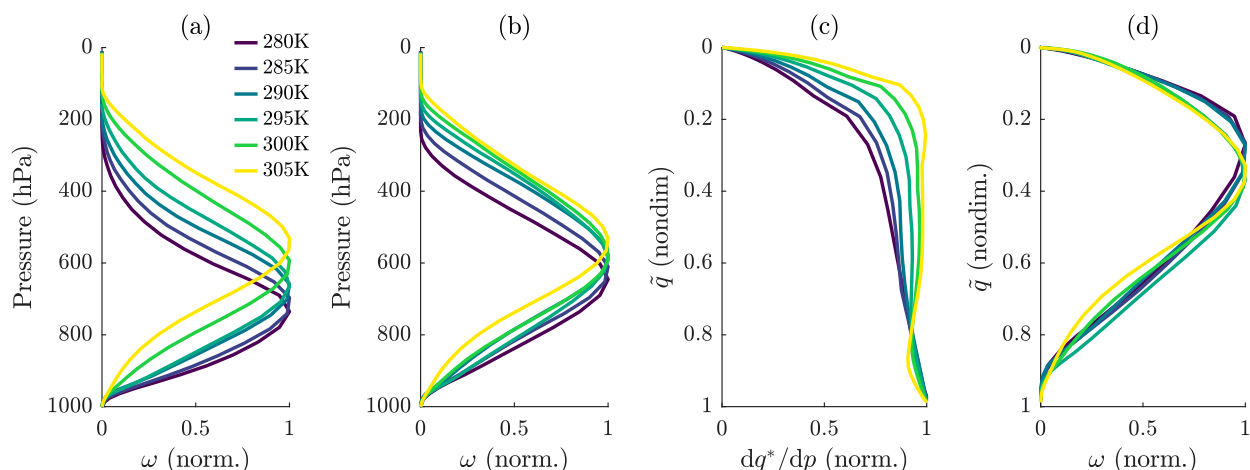 (a)
0
200
400
600
800
1000
Pressure (hPa)
0
0.5
1
ω (norm.)
280K
285K
290K
295K
300K
305K
(b)
0
200
400
600
800
1000
Pressure (hPa)
0
0.5
1
ω (norm.)
(c)
0
0.2
0.4
0.6
0.8
1
q̃ (nondim)
0
0.5
1
dq*/dp (norm.)
(d)
0
0.2
0.4
0.6
0.8
1
q̃ (nondim.)
0
0.5
1
ω (norm.)